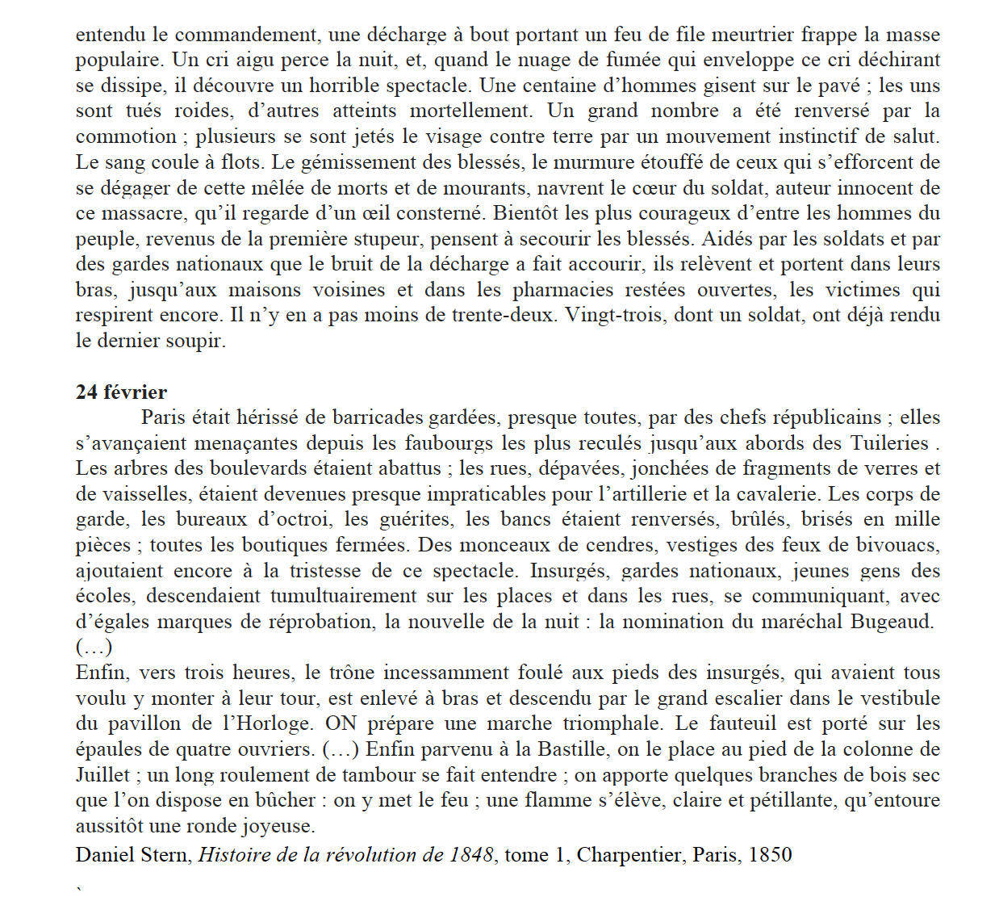 entendu le commandement, une décharge à bout portant un feu de file meurtrier frappe la masse
populaire. Un cri aigu perce la nuit, et, quand le nuage de fumée qui enveloppe ce cri déchirant
se dissipe, il découvre un horrible spectacle. Une centaine d’hommes gisent sur le pavé ; les uns
sont tués roides, d’autres atteints mortellement. Un grand nombre a été renversé par la
commotion ; plusieurs se sont jetés le visage contre terre par un mouvement instinctif de salut.
Le sang coule à flots. Le gémissement des blessés, le murmure étouffé de ceux qui s’efforcent de
se dégager de cette mêlée de morts et de mourants, navrent le cœur du soldat, auteur innocent de
ce massacre, qu’il regarde d’un œil consterné. Bientôt les plus courageux d’entre les hommes du
peuple, revenus de la première stupeur, pensent à secourir les blessés. Aidés par les soldats et par
des gardes nationaux que le bruit de la décharge a fait accourir, ils relèvent et portent dans leurs
bras, jusqu’aux maisons voisines et dans les pharmacies restées ouvertes, les victimes qui
respirent encore. Il n’y en a pas moins de trente-deux. Vingt-trois, dont un soldat, ont déjà rendu
le dernier soupir.
24 février
Paris était hérissé de barricades gardées, presque toutes, par des chefs républicains ; elles
s’avançaient menaçantes depuis les faubourgs les plus reculés jusqu’aux abords des Tuileries .
Les arbres des boulevards étaient abattus ; les rues, dépavées, jonchées de fragments de verres et
de vaisselles, étaient devenues presque impraticables pour l’artillerie et la cavalerie. Les corps de
garde, les bureaux d’octroi, les guérites, les bancs étaient renversés, brûlés, brisés en mille
pièces ; toutes les boutiques fermées. Des monceaux de cendres, vestiges des feux de bivouacs,
ajoutaient encore à la tristesse de ce spectacle. Insurgés, gardes nationaux, jeunes gens des
écoles, descendaient tumultuairement sur les places et dans les rues, se communiquant, avec
d’égales marques de réprobation, la nouvelle de la nuit : la nomination du maréchal Bugeaud.
(…)
Enfin, vers trois heures, le trône incessamment foulé aux pieds des insurgés, qui avaient tous
voulu y monter à leur tour, est enlevé à bras et descendu par le grand escalier dans le vestibule
du pavillon de l’Horloge. ON prépare une marche triomphale. Le fauteuil est porté sur les
épaules de quatre ouvriers. (…) Enfin parvenu à la Bastille, on le place au pied de la colonne de
Juillet ; un long roulement de tambour se fait entendre ; on apporte quelques branches de bois sec
que l’on dispose en bûcher : on y met le feu ; une flamme s’élève, claire et pétillante, qu’entoure
aussitôt une ronde joyeuse.
Daniel Stern, Histoire de la révolution de 1848, tome 1, Charpentier, Paris, 1850
`